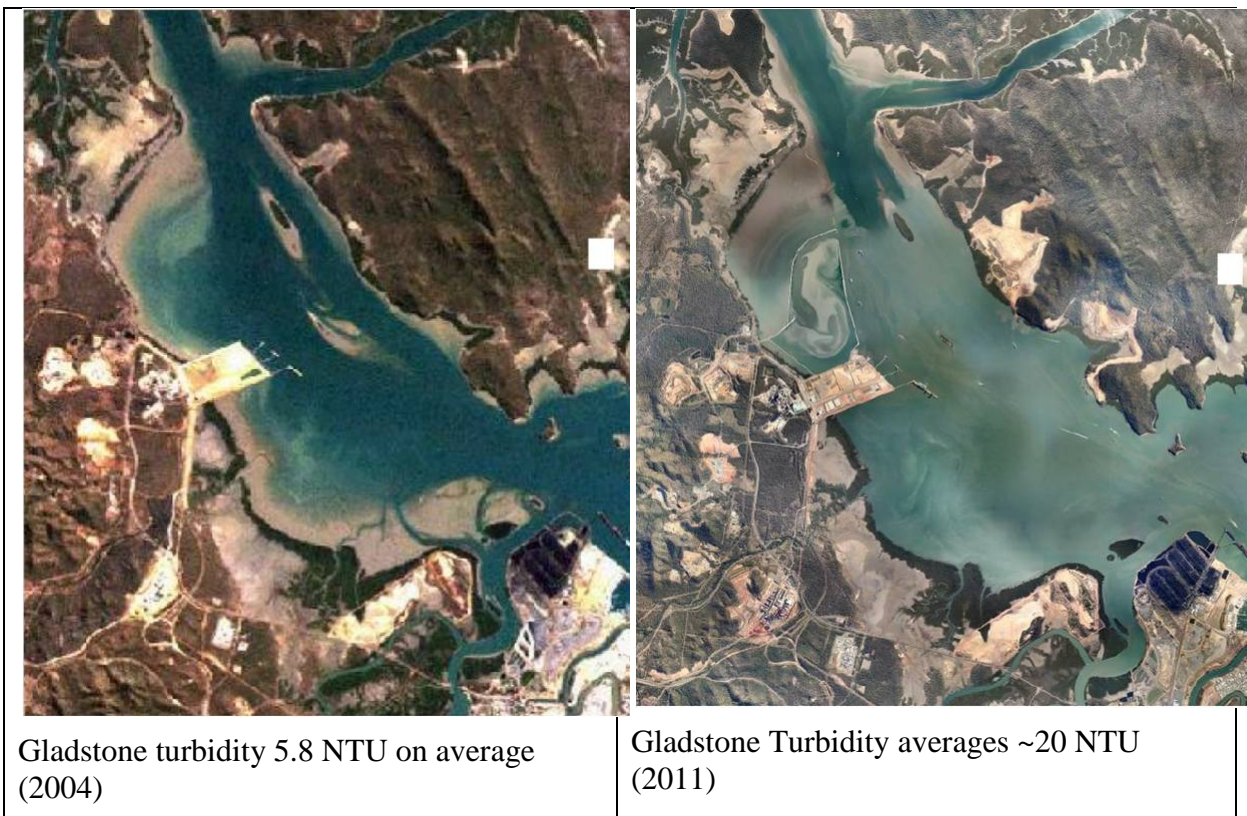 Gladstone turbidity 5.8 NTU on average
(2004)
Gladstone Turbidity averages ~20 NTU
(2011)